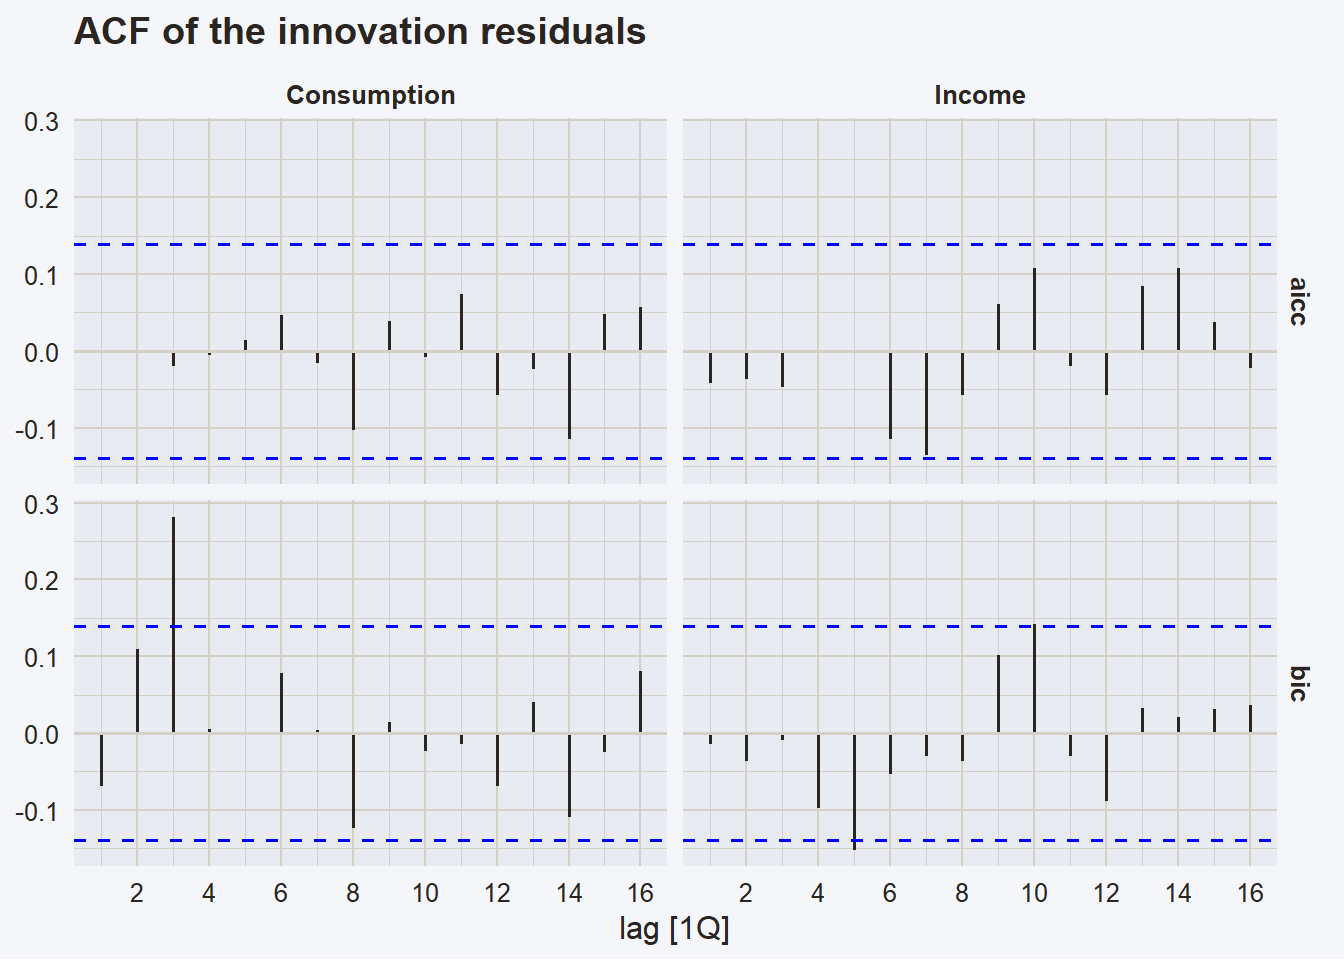 ACF of the innovation residuals
Consumption
Income
0.3
0.2
0.1
0.0
-0.1
aicc
0.3
0.2
0.1
0.0
-0.1
bic
2 4 6 8 10 12 14 16
2 4 6 8 10 12 14 16
lag [1Q]